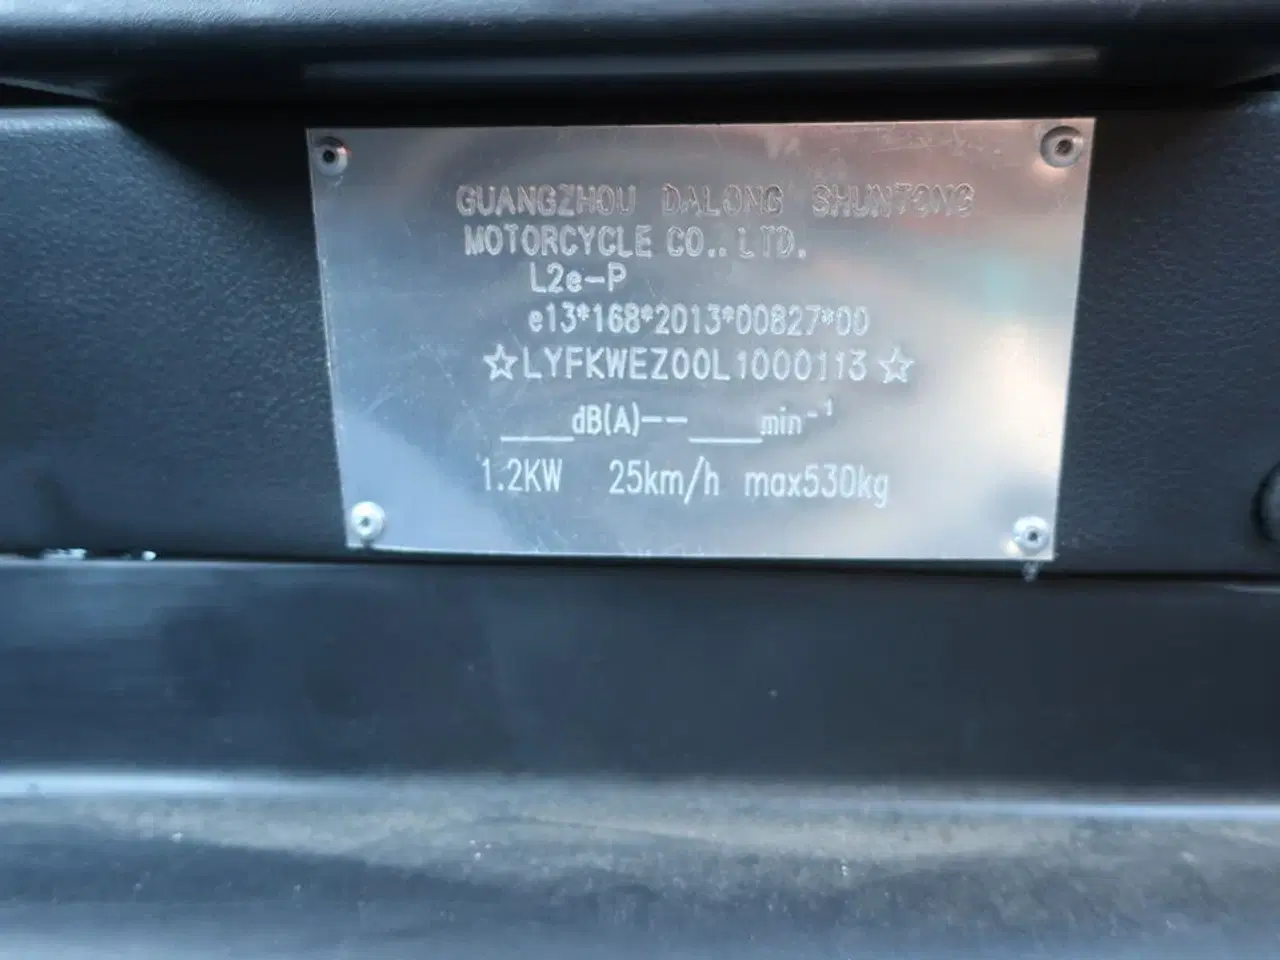 GUANGZHOU DALONG SHUNTONG
MOTORCYCLE CO., LTD.
L2e-P
e13*168*2013*00827*00
☆LYFKWEZ00L1000113☆
____dB(A)--____min-¹
1.2KW 25km/h max530kg